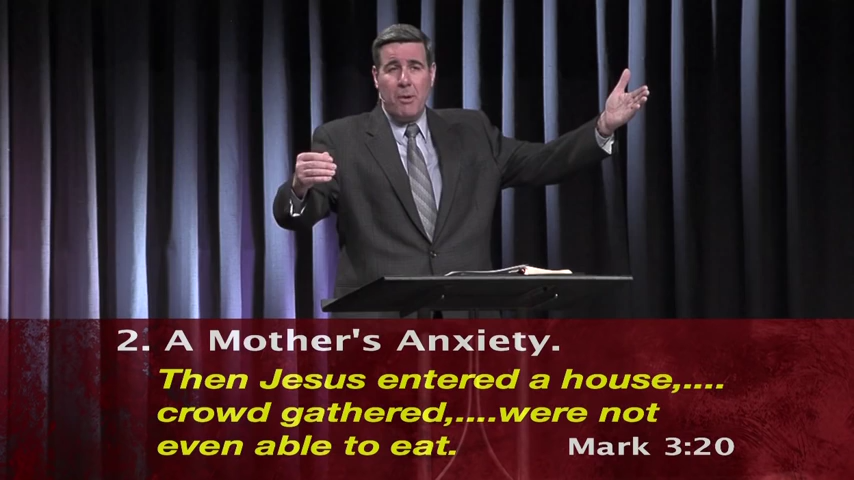 2. A Mother's Anxiety.
Then Jesus entered a house,....
crowd gathered,....were not
even able to eat. Mark 3:20